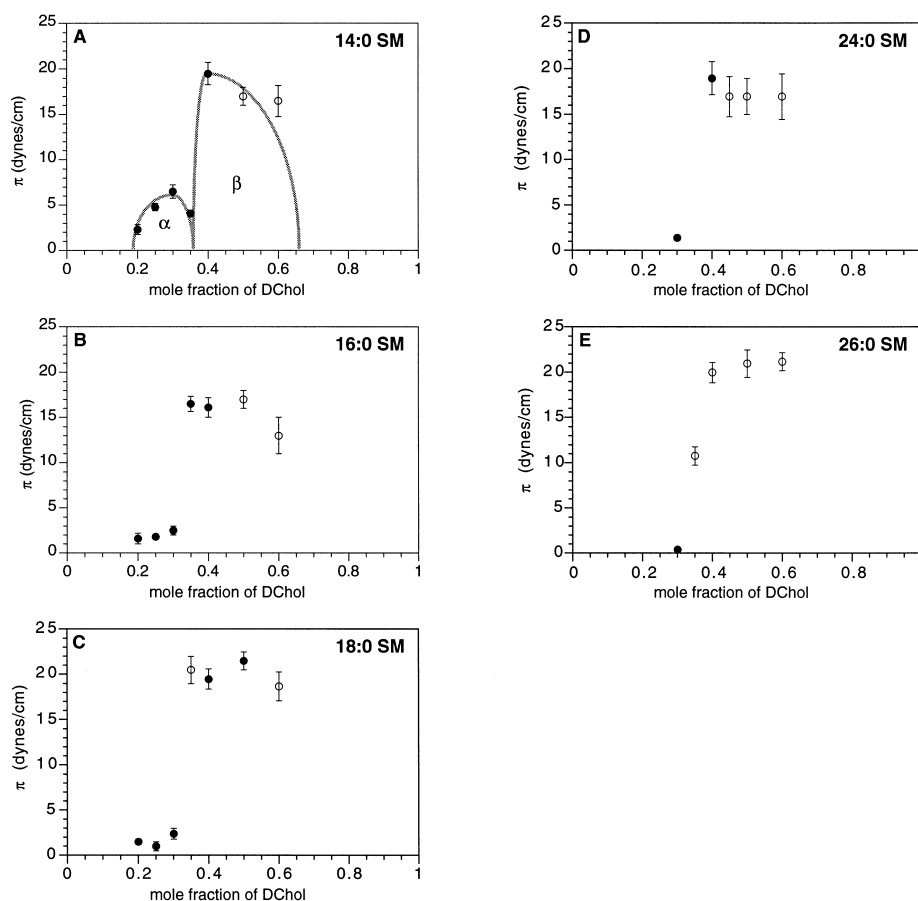 A
14:0 SM
25
20
15
10
5
0
π (dynes/cm)
α
β
0 0.2 0.4 0.6 0.8 1
mole fraction of DChol
B
16:0 SM
25
20
15
10
5
0
π (dynes/cm)
0 0.2 0.4 0.6 0.8 1
mole fraction of DChol
C
18:0 SM
25
20
15
10
5
0
π (dynes/cm)
0 0.2 0.4 0.6 0.8 1
mole fraction of DChol
D
24:0 SM
25
20
15
10
5
0
π (dynes/cm)
0 0.2 0.4 0.6 0.8 1
mole fraction of DChol
E
26:0 SM
25
20
15
10
5
0
π (dynes/cm)
0 0.2 0.4 0.6 0.8
mole fraction of DChol